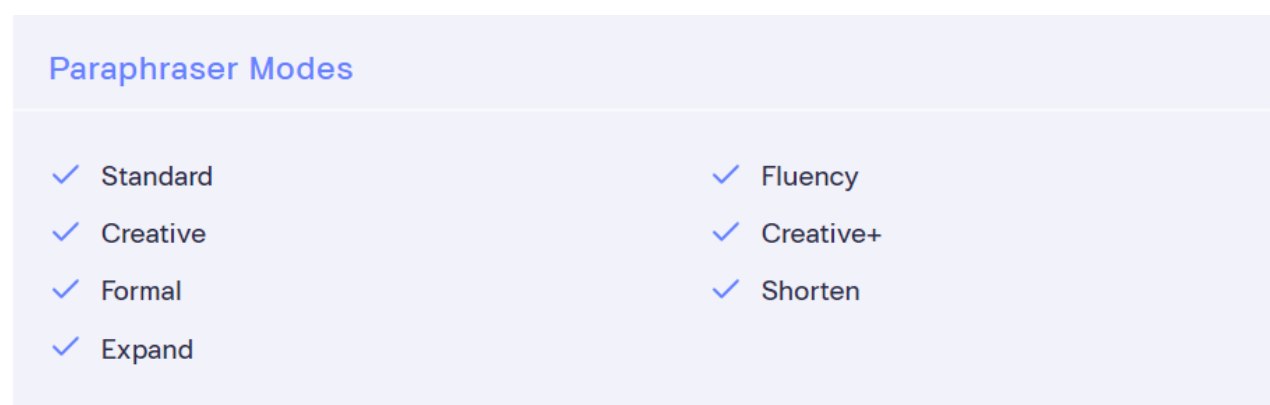 Paraphraser Modes
Standard
Fluency
Creative
Creative+
Formal
Shorten
Expand